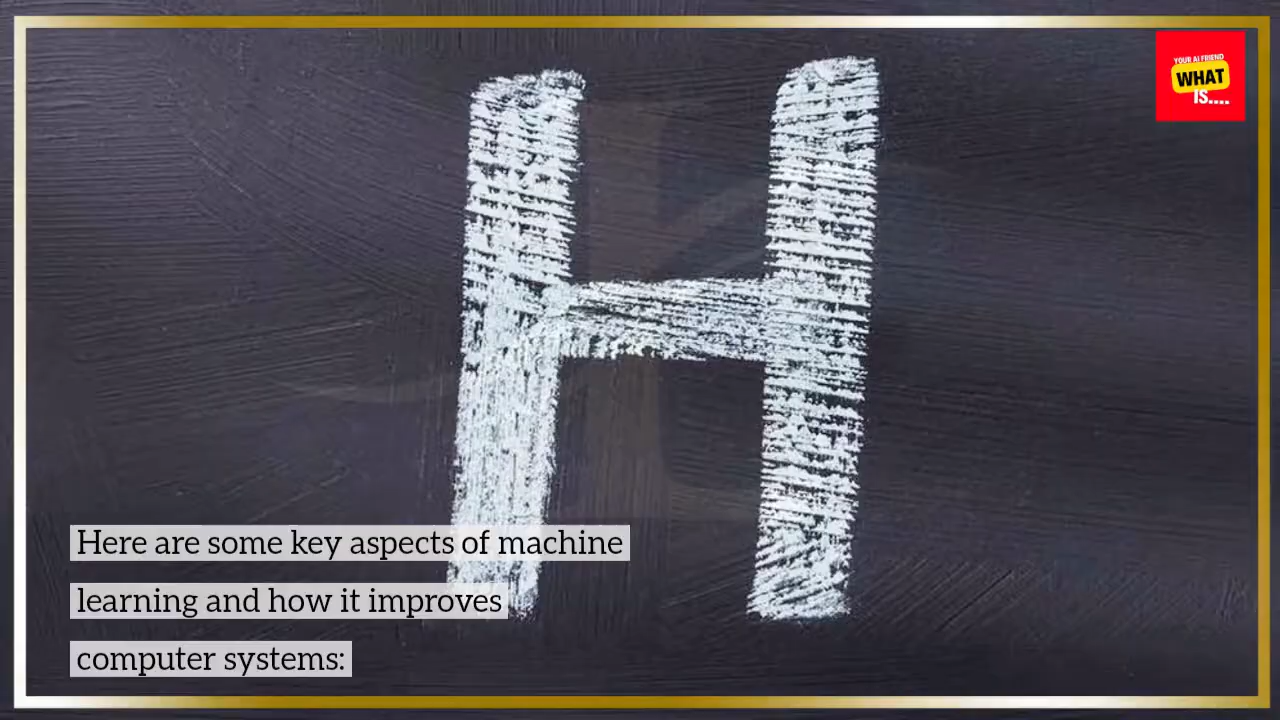 H
YOUR AI FRIEND
WHAT
IS....
Here are some key aspects of machine
learning and how it improves
computer systems: